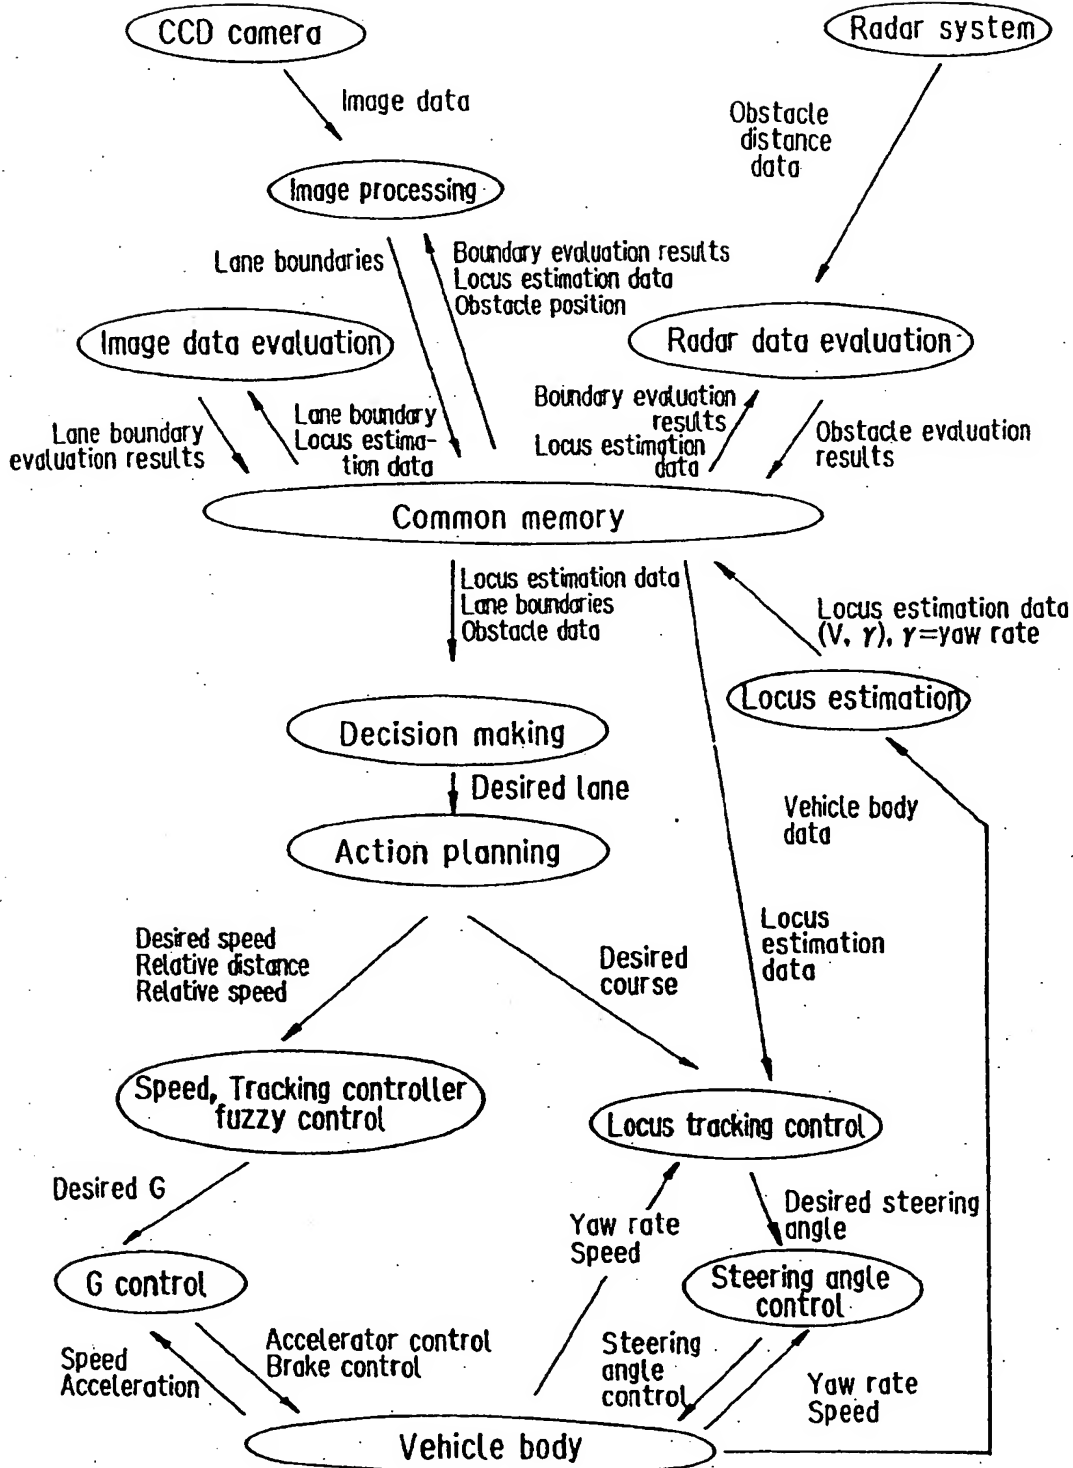 CCD camera
Radar system
Image data
Obstacle
distance
data
Image processing
Lane boundaries
Boundary evaluation results
Locus estimation data
Obstacle position
Image data evaluation
Radar data evaluation
Lane boundary
evaluation results
Lane boundary
Locus estima-
tion data
Boundary evaluation
results
Locus estimation
data
Obstacle evaluation
results
Common memory
Locus estimation data
Lane boundaries
Obstacle data
Locus estimation data
(V, γ), γ=yaw rate
Locus estimation
Decision making
Desired lane
Vehicle body
data
Action planning
Desired speed
Relative distance
Relative speed
Desired
course
Locus
estimation
data
Speed, Tracking controller
fuzzy control
Locus tracking control
Desired G
Yaw rate
Speed
Desired steering
angle
G control
Steering angle
control
Speed
Acceleration
Accelerator control
Brake control
Steering
angle
control
Yaw rate
Speed
Vehicle body